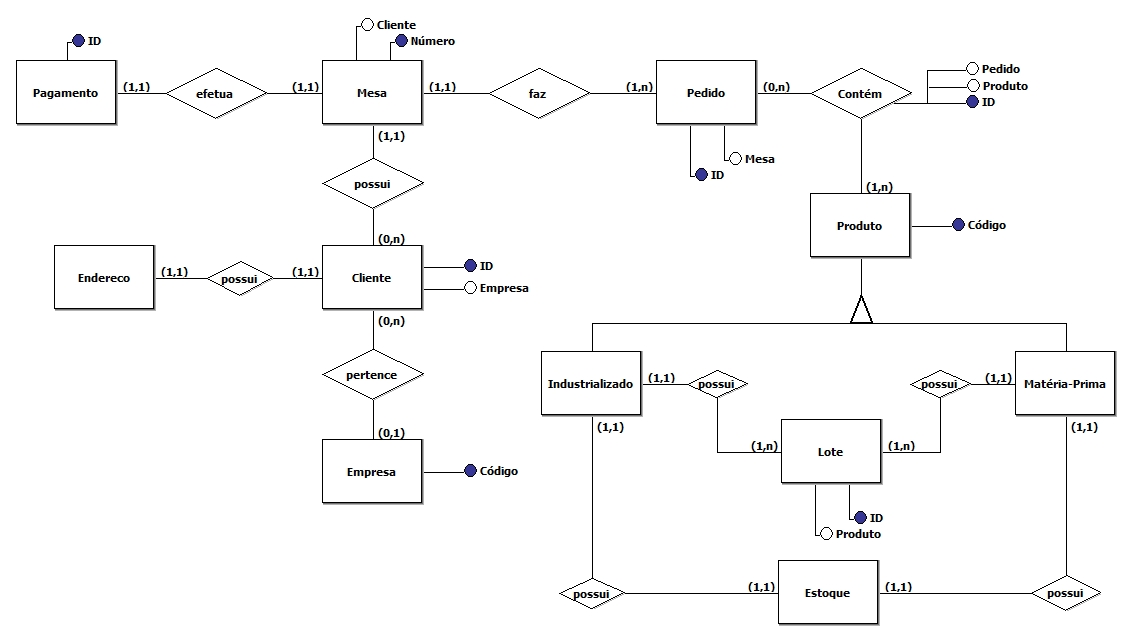 Cliente
ID
Número
Pagamento
(1,1)
efetua
(1,1)
Mesa
(1,1)
faz
(1,n)
Pedido
(0,n)
Contém
Pedido
Produto
ID
(1,1)
Mesa
ID
possui
(1,n)
(0,n)
Produto
Código
Endereco
(1,1)
possui
(1,1)
Cliente
ID
Empresa
(0,n)
pertence
Industrializado
(1,1)
possui
possui
(1,1)
Matéria-Prima
(1,1)
(1,1)
(0,1)
(1,n)
Lote
(1,n)
Empresa
Código
ID
Produto
possui
(1,1)
Estoque
(1,1)
possui